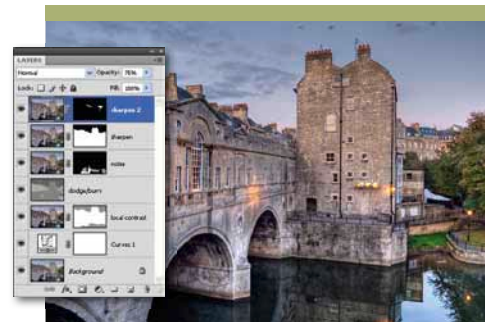 LAYERS
Normal Opacity: 75%
Lock: Fill: 100%
sharpen 2
sharpen
noise
dodge/burn
local contrast
Curves 1
Background